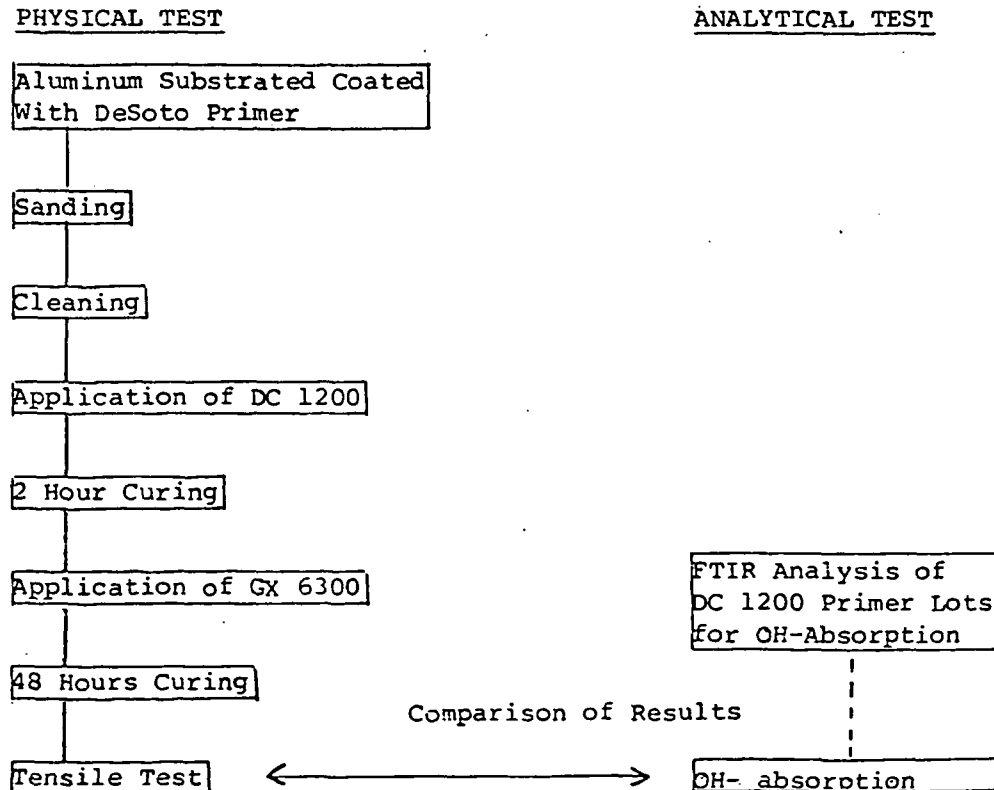 PHYSICAL TEST
ANALYTICAL TEST
Aluminum Substrated Coated
With DeSoto Primer
Sanding
Cleaning
Application of DC 1200
2 Hour Curing
Application of GX 6300
FTIR Analysis of
DC 1200 Primer Lots
for OH-Absorption
48 Hours Curing
Comparison of Results
Tensile Test
OH- absorption